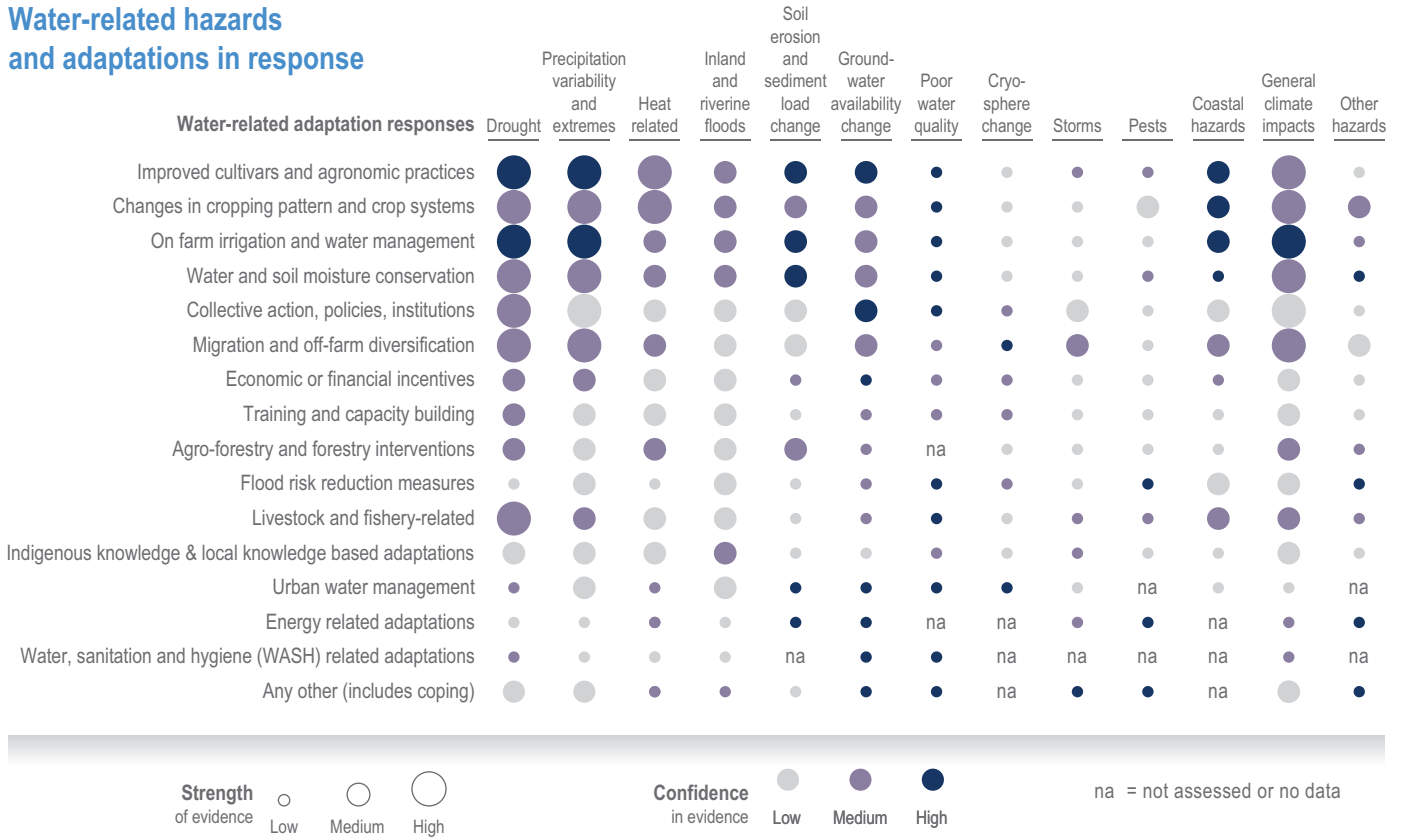 Water-related hazards
and adaptations in response
Water-related adaptation responses
Drought
Precipitation
variability
and
extremes
Heat
related
Inland
and
riverine
floods
Soil
erosion
and
sediment
load
change
Ground-
water
availability
change
Poor
water
quality
Cryo-
sphere
change
Storms
Pests
Coastal
hazards
General
climate
impacts
Other
hazards
Improved cultivars and agronomic practices
Changes in cropping pattern and crop systems
On farm irrigation and water management
Water and soil moisture conservation
Collective action, policies, institutions
Migration and off-farm diversification
Economic or financial incentives
Training and capacity building
Agro-forestry and forestry interventions na
Flood risk reduction measures
Livestock and fishery-related
Indigenous knowledge & local knowledge based adaptations
Urban water management na na
Energy related adaptations na na na
Water, sanitation and hygiene (WASH) related adaptations na na na na na na
Any other (includes coping) na na
Strength
of evidence
Low Medium High
Confidence
in evidence
Low Medium High
na = not assessed or no data